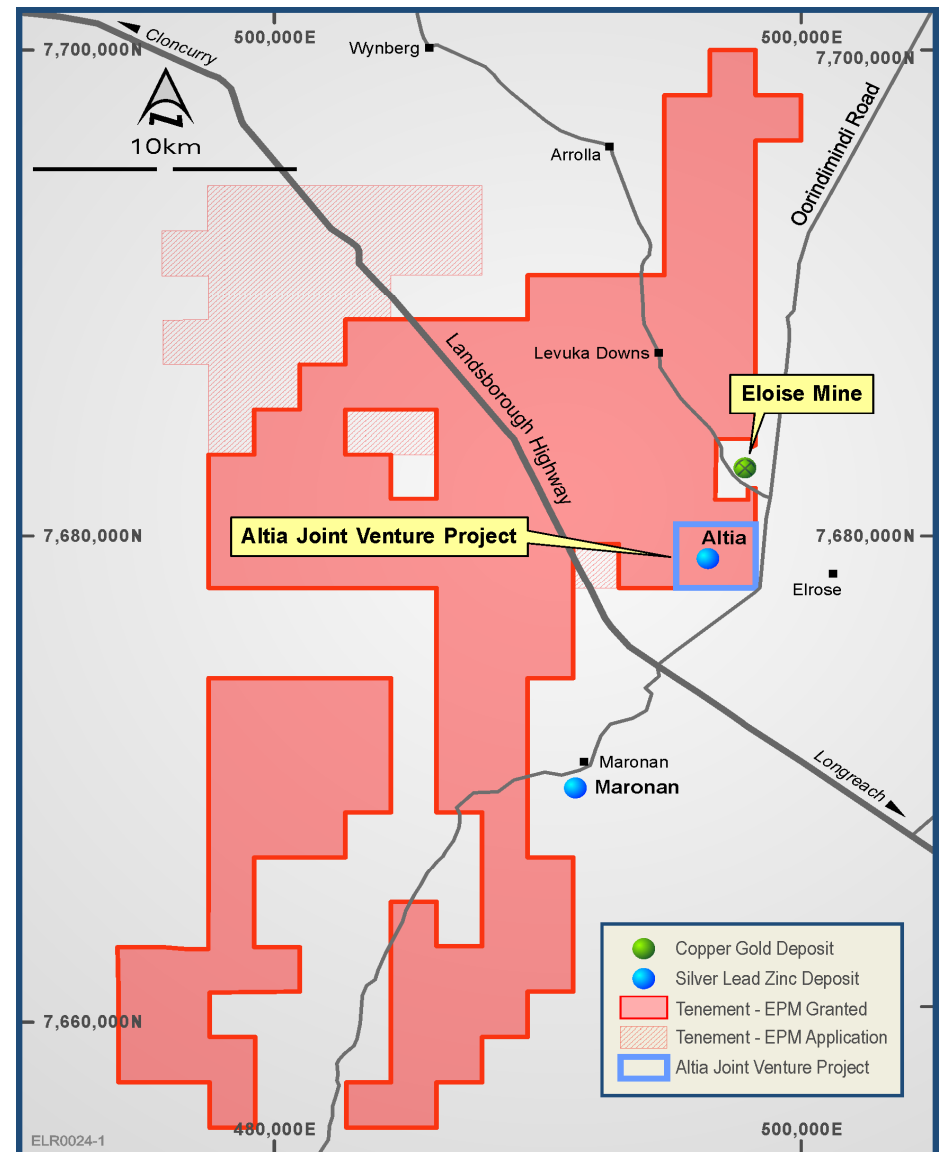 Cloncurry
7,700,000N
500,000E
500,000E
7,700,000N
Wynberg
N
10km
Arrolla
Oorindimindi Road
Levuka Downs
Landsborough Highway
Eloise Mine
7,680,000N
Altia Joint Venture Project
Altia
7,680,000N
Elrose
Maronan
Maronan
Longreach
Copper Gold Deposit
Silver Lead Zinc Deposit
Tenement - EPM Granted
Tenement - EPM Application
Altia Joint Venture Project
7,660,000N
480,000E
500,000E
ELR0024-1